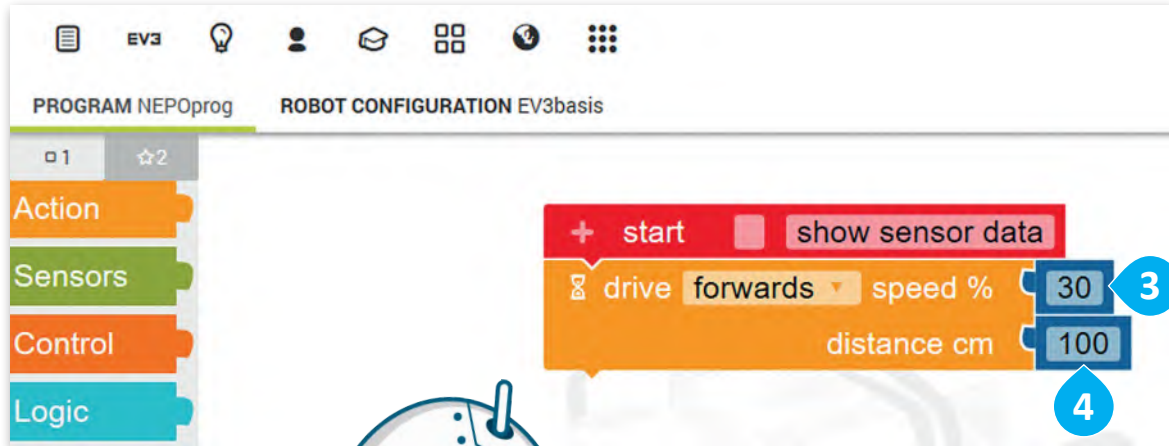 EV3
PROGRAM NEPOprog ROBOT CONFIGURATION EV3basis
1 2
Action
Sensors
Control
Logic
start show sensor data
drive forwards speed % 30 3
distance cm 100
4